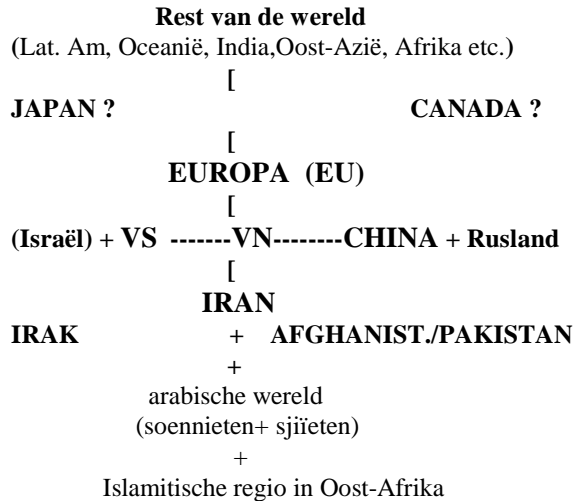 Rest van de wereld
(Lat. Am, Oceanië, India,Oost-Azië, Afrika etc.)
[
JAPAN ? CANADA ?
[
EUROPA (EU)
[
(Israël) + VS -------VN--------CHINA + Rusland
[
IRAN
IRAK + AFGHANIST./PAKISTAN
+
arabische wereld
(soennieten+ sjiïeten)
+
Islamitische regio in Oost-Afrika